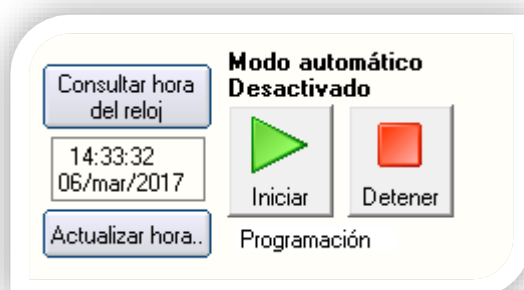 Consultar hora
del reloj
14:33:32
06/mar/2017
Actualizar hora..
Modo automático
Desactivado
Iniciar
Detener
Programación